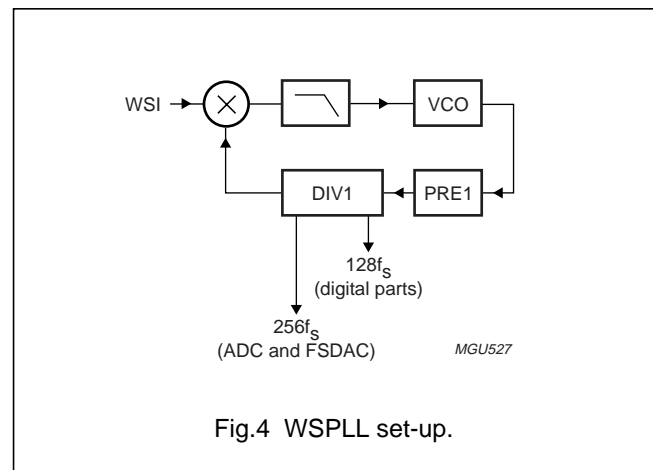 WSI
VCO
DIV1
PRE1
128fs
(digital parts)
256fs
(ADC and FSDAC)
MGU527
Fig.4 WSPLL set-up.